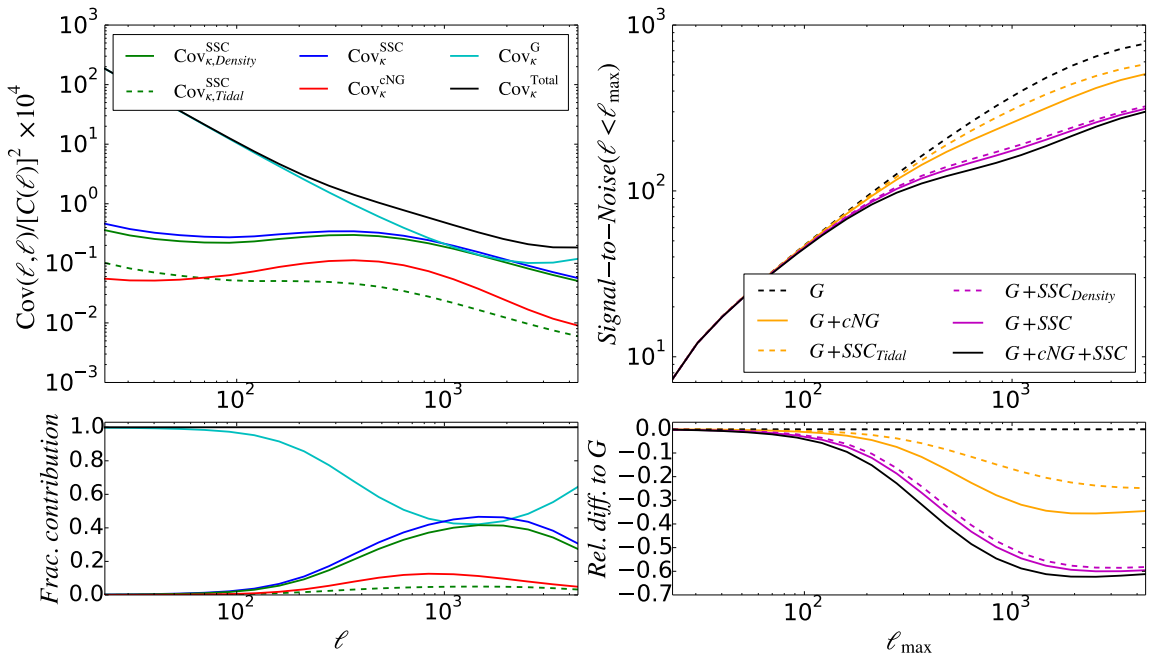 Cov(ℓ,ℓ)/[C(ℓ)]² ×10⁴
10³
10²
10¹
10⁰
10⁻¹
10⁻²
10⁻³
Cov^SSC_κ,Density
Cov^SSC_κ,Tidal
Cov^SSC_κ
Cov^cNG_κ
Cov^G_κ
Cov^Total_κ
10² 10³
Signal−to−Noise(ℓ <ℓ_max)
10³
10²
10¹
G
G+cNG
G+SSC_Tidal
G+SSC_Density
G+SSC
G+cNG+SSC
10² 10³
Frac. contribution
1.0
0.8
0.6
0.4
0.2
0.0
10² 10³
ℓ
Rel. diff. to G
0.0
−0.1
−0.2
−0.3
−0.4
−0.5
−0.6
−0.7
10² 10³
ℓ_max